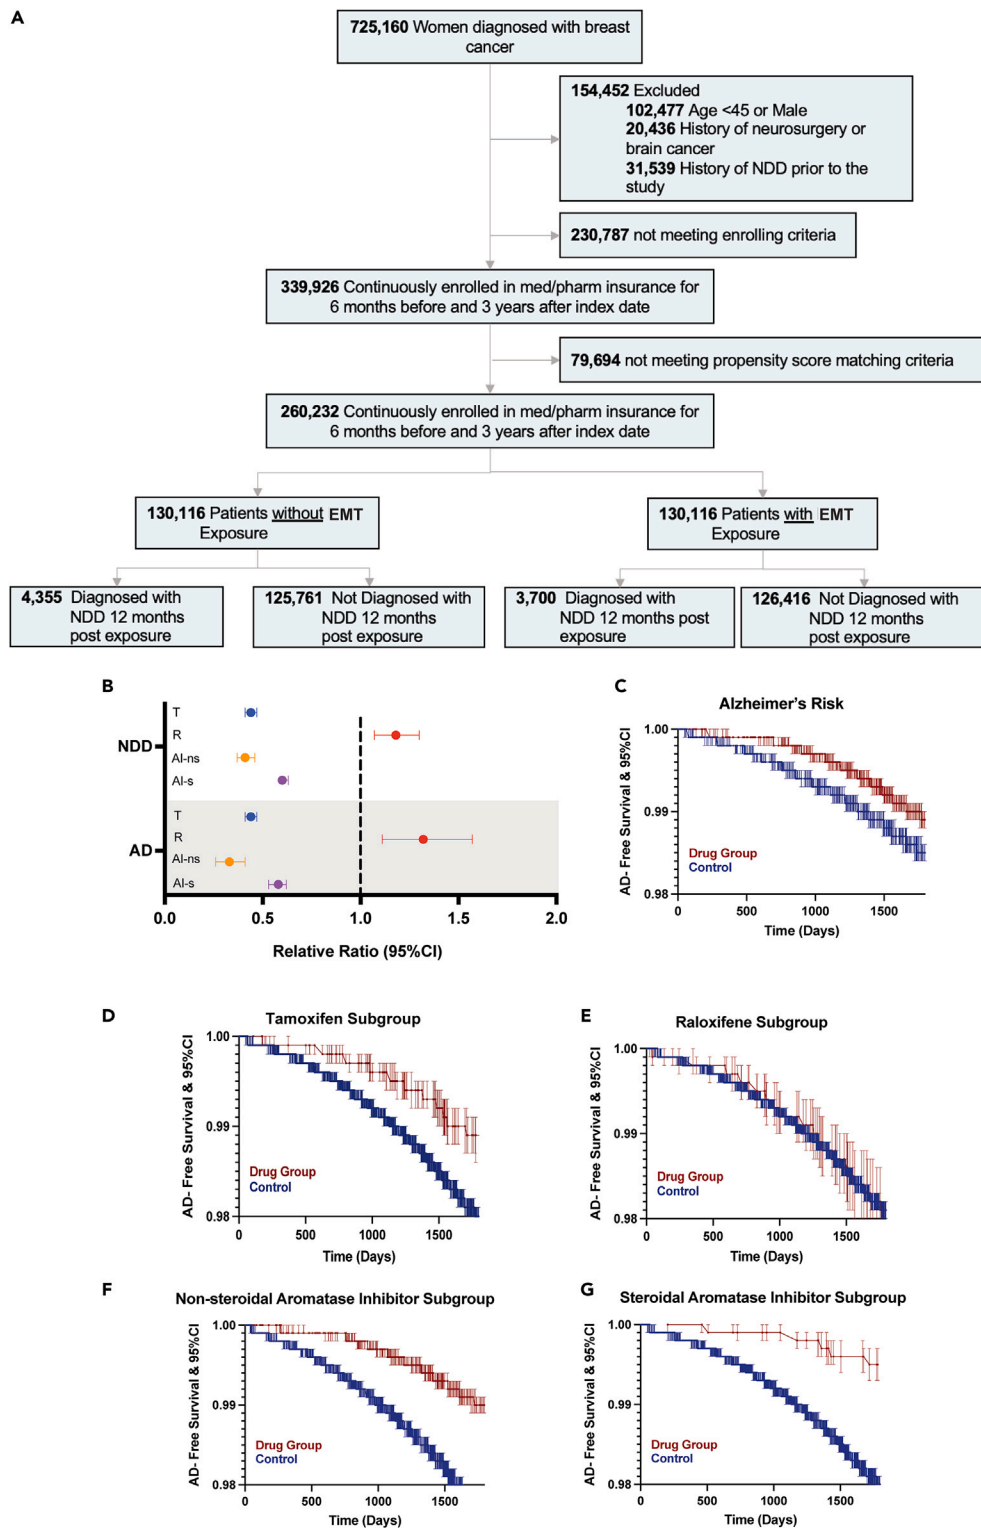 A
725,160 Women diagnosed with breast
cancer
154,452 Excluded
102,477 Age <45 or Male
20,436 History of neurosurgery or
brain cancer
31,539 History of NDD prior to the
study
230,787 not meeting enrolling criteria
339,926 Continuously enrolled in med/pharm insurance for
6 months before and 3 years after index date
79,694 not meeting propensity score matching criteria
260,232 Continuously enrolled in med/pharm insurance for
6 months before and 3 years after index date
130,116 Patients without EMT
Exposure
130,116 Patients with EMT
Exposure
4,355 Diagnosed with
NDD 12 months
post exposure
125,761 Not Diagnosed with
NDD 12 months
post exposure
3,700 Diagnosed with
NDD 12 months post
exposure
126,416 Not Diagnosed with
NDD 12 months
post exposure
B
NDD
T
R
AI-ns
AI-s
AD
T
R
AI-ns
AI-s
0.0 0.5 1.0 1.5 2.0
Relative Ratio (95%CI)
C
Alzheimer's Risk
AD- Free Survival & 95%CI
1.00
0.99
0.98
Drug Group
Control
0 500 1000 1500
Time (Days)
D
Tamoxifen Subgroup
AD- Free Survival & 95%CI
1.00
0.99
0.98
Drug Group
Control
0 500 1000 1500
Time (Days)
E
Raloxifene Subgroup
AD- Free Survival & 95%CI
1.00
0.99
0.98
Drug Group
Control
0 500 1000 1500
Time (Days)
F
Non-steroidal Aromatase Inhibitor Subgroup
AD- Free Survival & 95%CI
1.00
0.99
0.98
Drug Group
Control
0 500 1000 1500
Time (Days)
G
Steroidal Aromatase Inhibitor Subgroup
AD- Free Survival & 95%CI
1.00
0.99
0.98
Drug Group
Control
0 500 1000 1500
Time (Days)